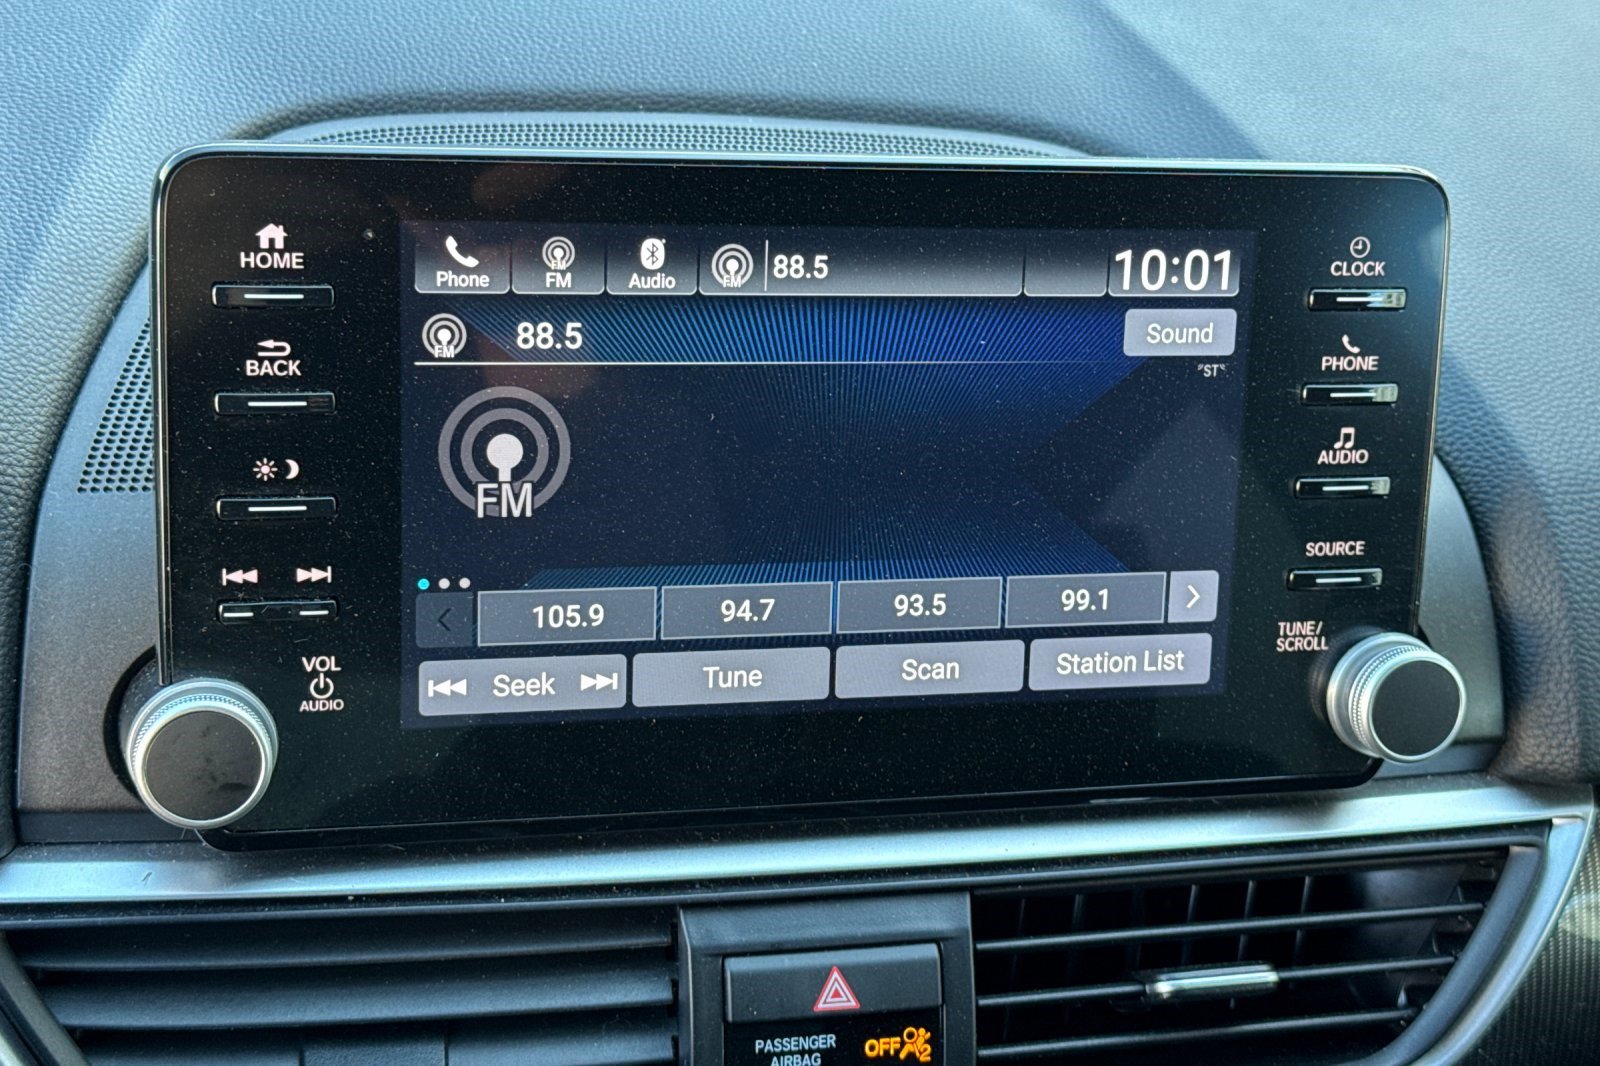 HOME
BACK
VOL
AUDIO
Phone
FM
FM
Audio
FM
88.5
10:01
FM
88.5
Sound
"ST"
FM
105.9
94.7
93.5
99.1
Seek
Tune
Scan
Station List
CLOCK
PHONE
AUDIO
SOURCE
TUNE/
SCROLL
PASSENGER
AIRBAG
OFF
2